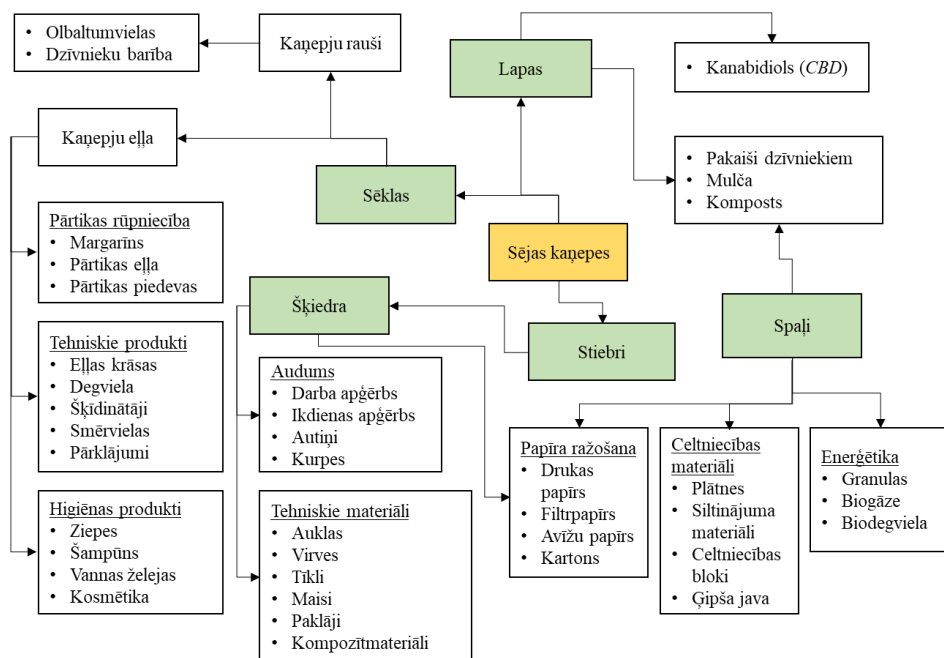 • Olbaltumvielas
• Dzīvnieku barība
Kaņepju rauši
Lapas
• Kanabidiols (CBD)
Kaņepju eļļa
Sēklas
• Pakaiši dzīvniekiem
• Mulča
• Komposts
Pārtikas rūpniecība
• Margarīns
• Pārtikas eļļa
• Pārtikas piedevas
Sējas kaņepes
Šķiedra
Stiebri
Spaļi
Tehniskie produkti
• Eļļas krāsas
• Degviela
• Šķīdinātāji
• Smērvielas
• Pārklājumi
Audums
• Darba apģērbs
• Ikdienas apģērbs
• Autiņi
• Kurpes
Papīra ražošana
• Drukas
papīrs
• Filtrpapīrs
• Avīžu papīrs
• Kartons
Celtniecības
materiāli
• Plātnes
• Siltinājuma
materiāli
• Celtniecības
bloki
• Ģipša java
Enerģētika
• Granulas
• Biogāze
• Biodegviela
Higiēnas produkti
• Ziepes
• Šampūns
• Vannas želejas
• Kosmētika
Tehniskie materiāli
• Auklas
• Virves
• Tīkli
• Maisi
• Paklāji
• Kompozītmateriāli